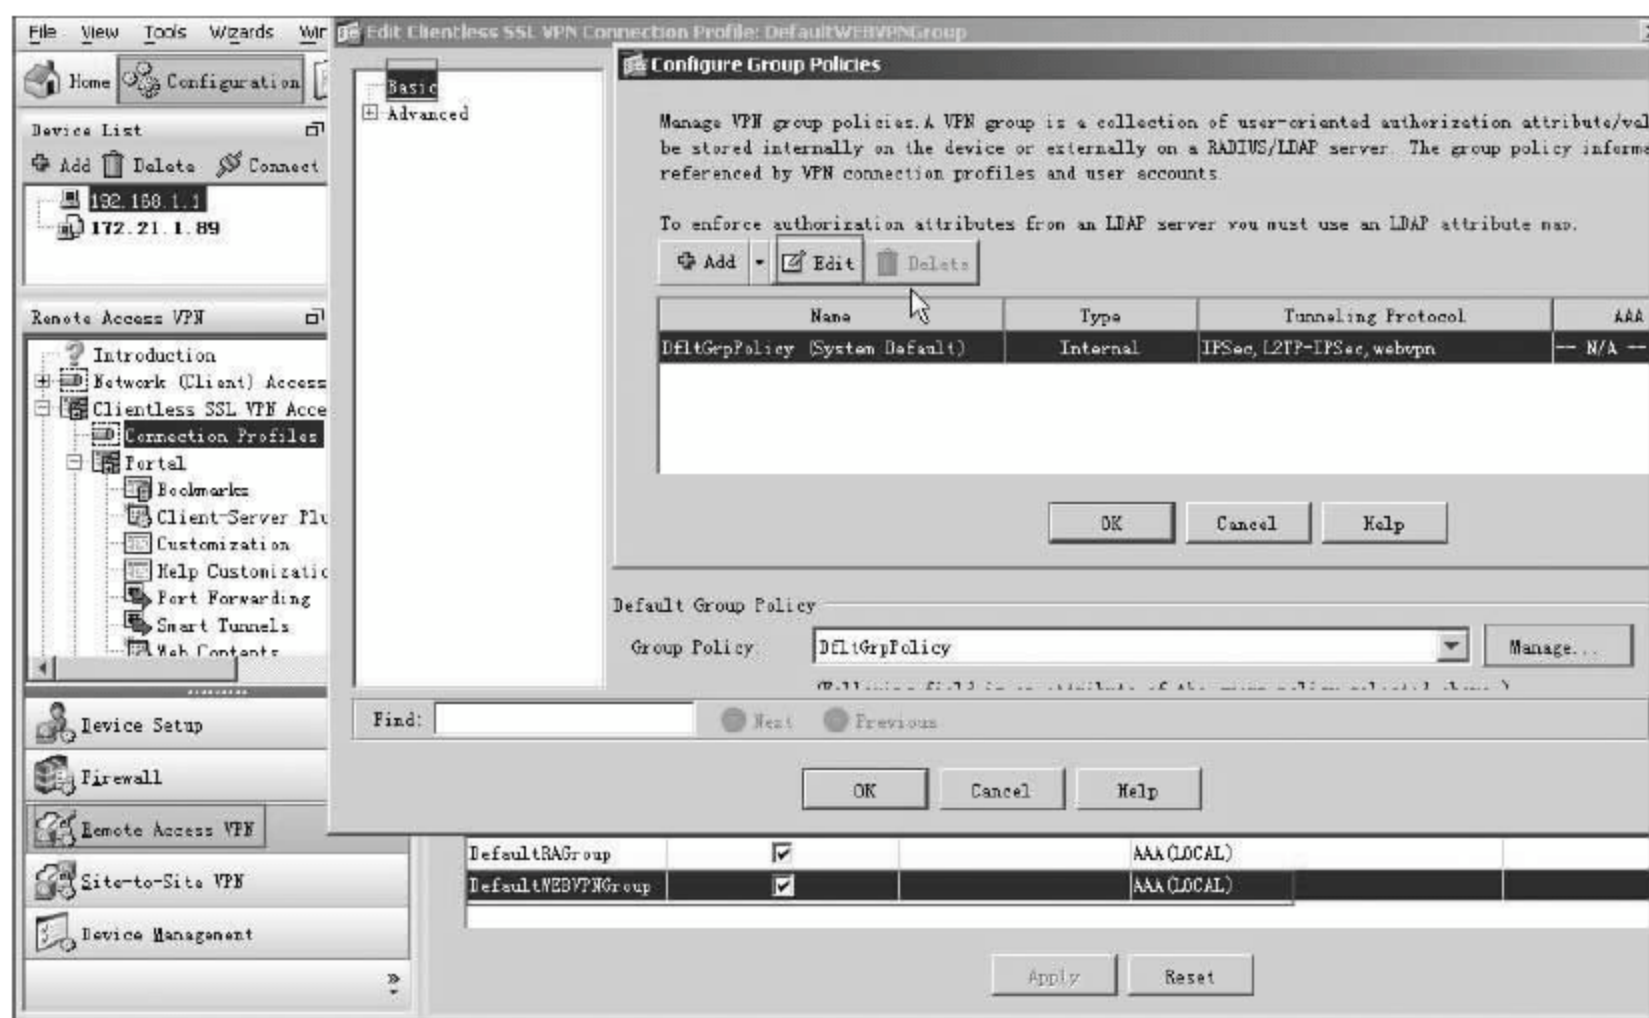 File View Tools Wizards
Edit Clientless SSL VPN Connection Profile: DefaultWEBVPNGroup
Home Configuration
Device List
Add Delete Connect
192.168.1.1
172.21.1.89
Remote Access VPN
Introduction
Network (Client) Access
Clientless SSL VPN Acce
Connection Profiles
Portal
Bookmarks
Client-Server Plu
Customization
Help Customizatio
Port Forwarding
Smart Tunnels
Web Contents
Device Setup
Firewall
Remote Access VPN
Site-to-Site VPN
Device Management
»
Basic
Advanced
Configure Group Policies
Manage VPN group policies.A VPN group is a collection of user-oriented authorization attribute/val
be stored internally on the device or externally on a RADIUS/LDAP server. The group policy informa
referenced by VPN connection profiles and user accounts.
To enforce authorization attributes from an LDAP server you must use an LDAP attribute map.
Add Edit Delete
Name Type Tunneling Protocol AAA
DfltGrpPolicy (System Default) Internal IPSec,L2TP-IPSec,webvpn -- N/A --
OK Cancel Help
Default Group Policy
Group Policy: DfltGrpPolicy Manage...
Find: Next Previous
OK Cancel Help
DefaultRAGroup AAA(LOCAL)
DefaultWEBVPNGroup AAA(LOCAL)
Apply Reset